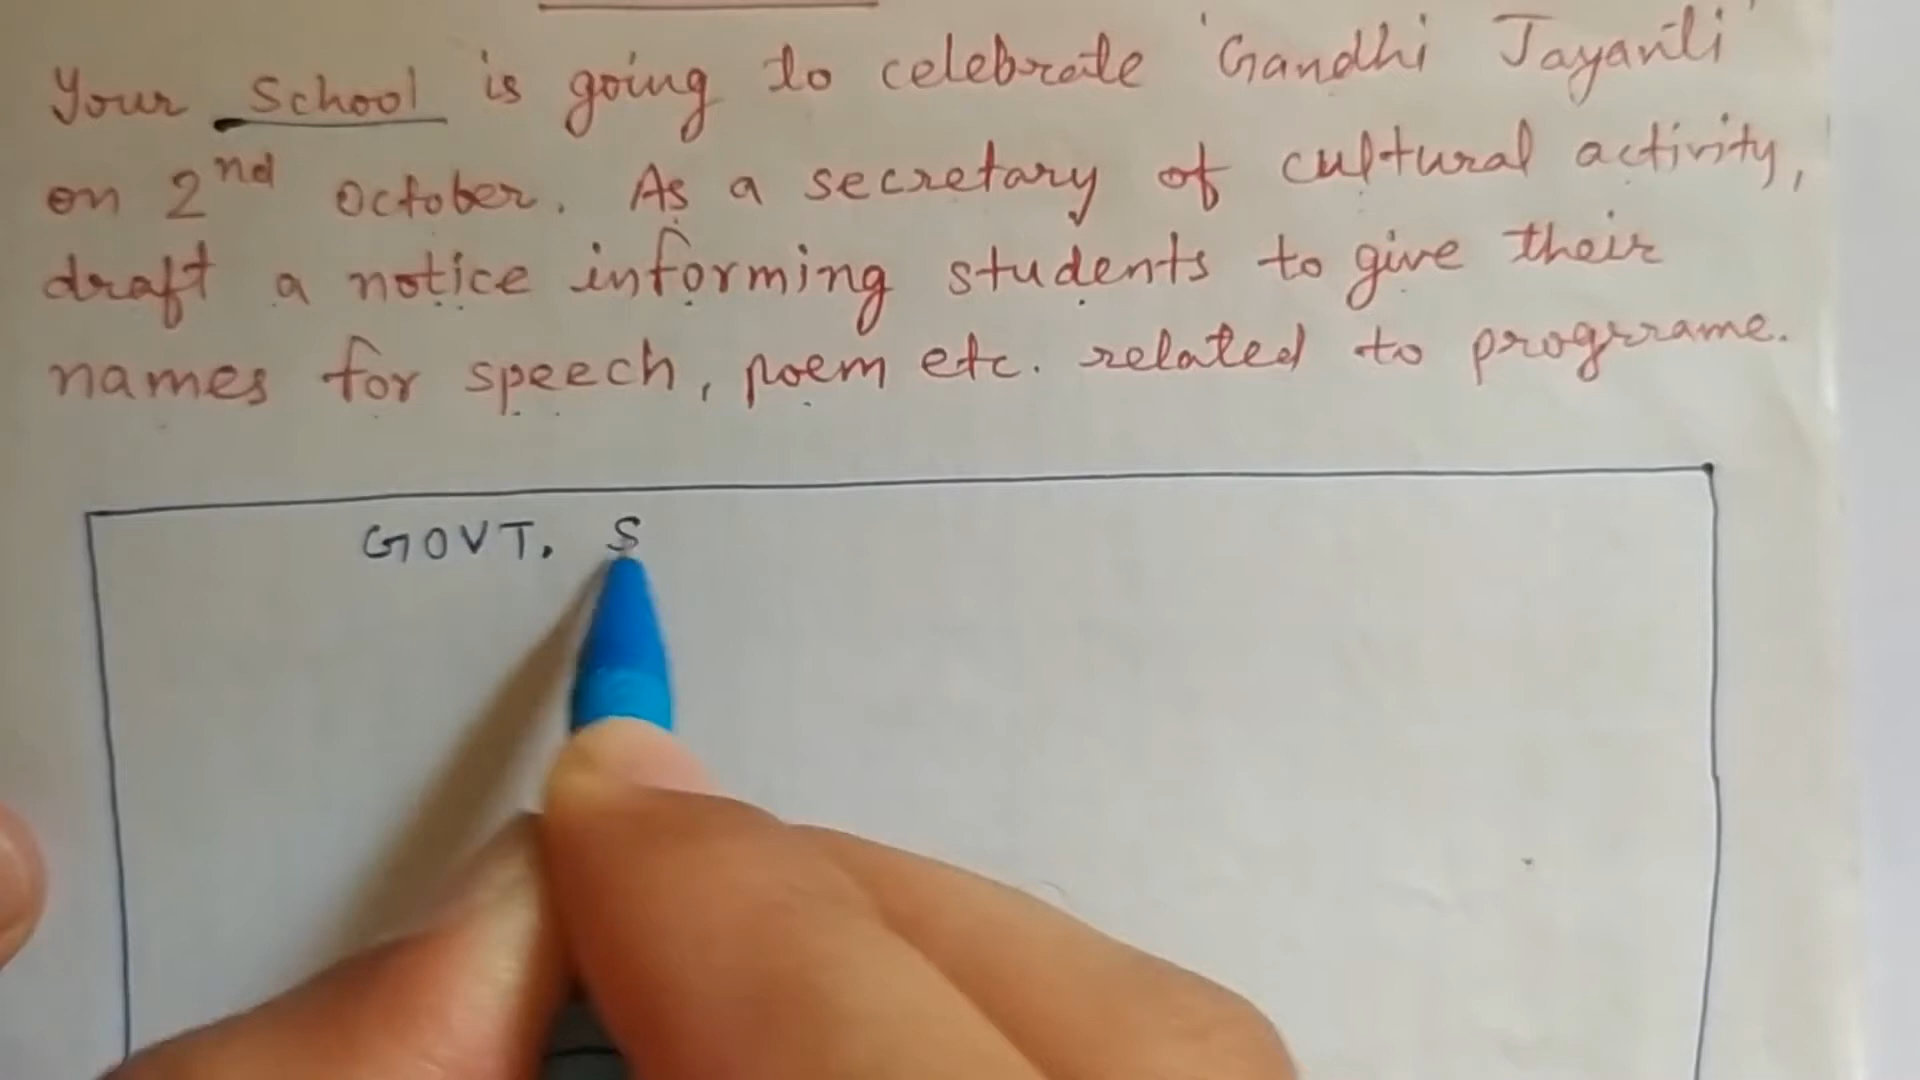 Your School is going to celebrate 'Gandhi Jayanti'
on 2nd October. As a secretary of cultural activity,
draft a notice informing students to give their
names for speech, poem etc. related to programe.
GOVT. S